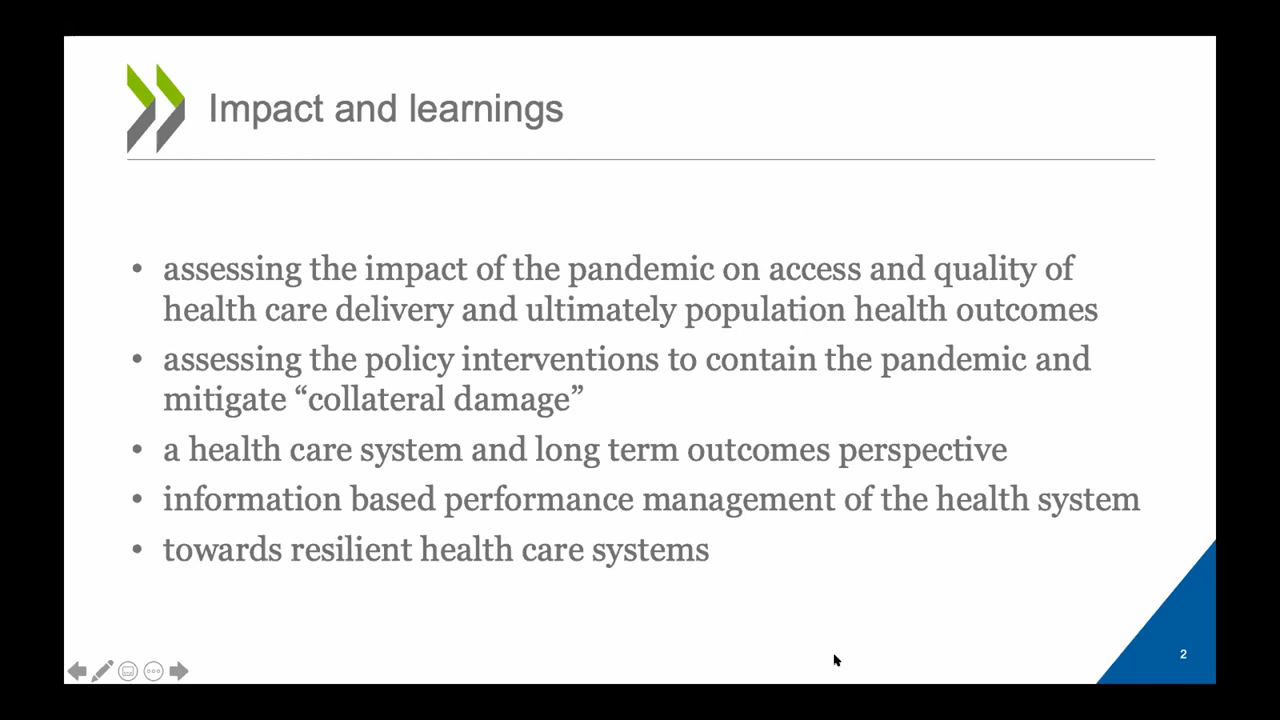 Impact and learnings
• assessing the impact of the pandemic on access and quality of
health care delivery and ultimately population health outcomes
• assessing the policy interventions to contain the pandemic and
mitigate “collateral damage”
• a health care system and long term outcomes perspective
• information based performance management of the health system
• towards resilient health care systems
2